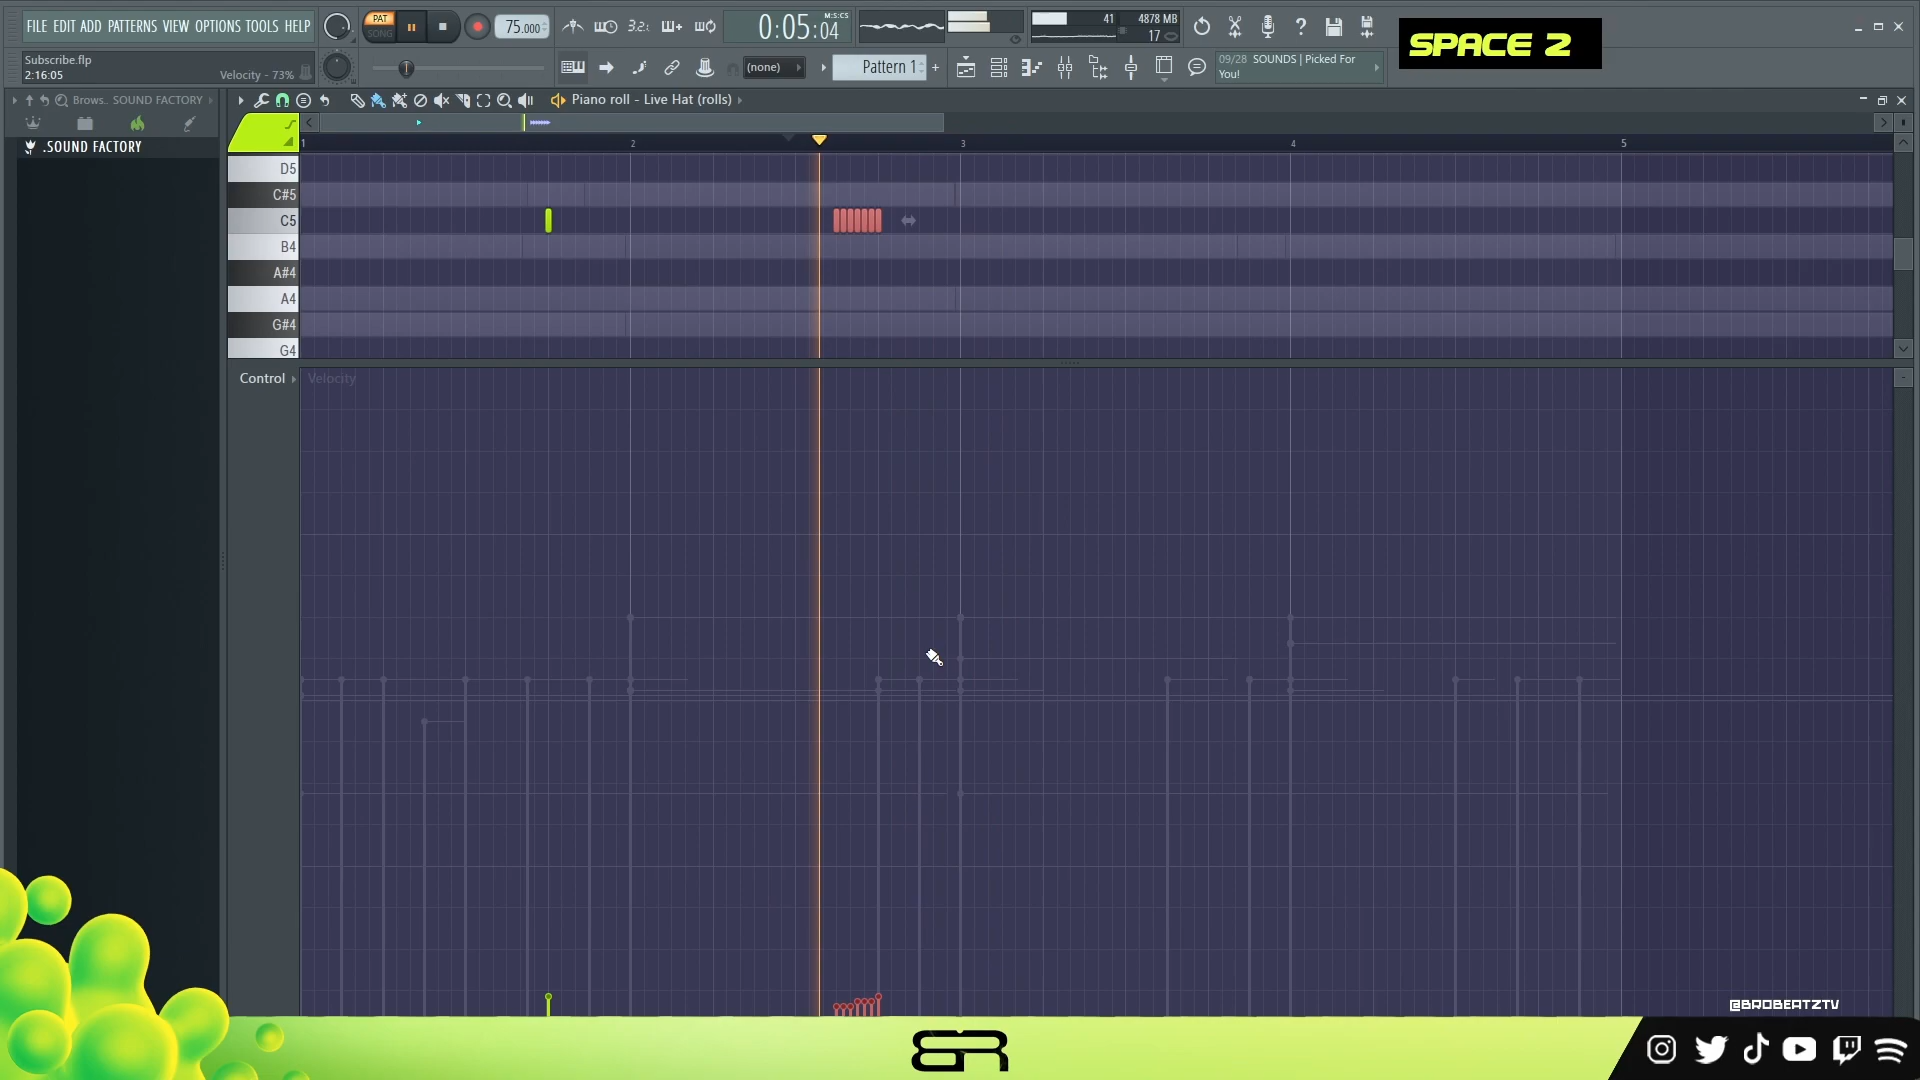 FILE EDIT ADD PATTERNS VIEW OPTIONS TOOLS HELP
PAT
SONG
75.000
3.2.
0:05:04
M:S:CS
41
4878 MB
17
SPACE 2
Subscribe.flp
2:16:05
Velocity - 73%
(none)
Pattern 1
+
09/28 SOUNDS | Picked For
You!
Brows.. SOUND FACTORY
Piano roll - Live Hat (rolls)
.SOUND FACTORY
1
2
3
4
5
D5
C#5
C5
B4
A#4
A4
G#4
G4
Control
Velocity
@BROBEATZTV
BR